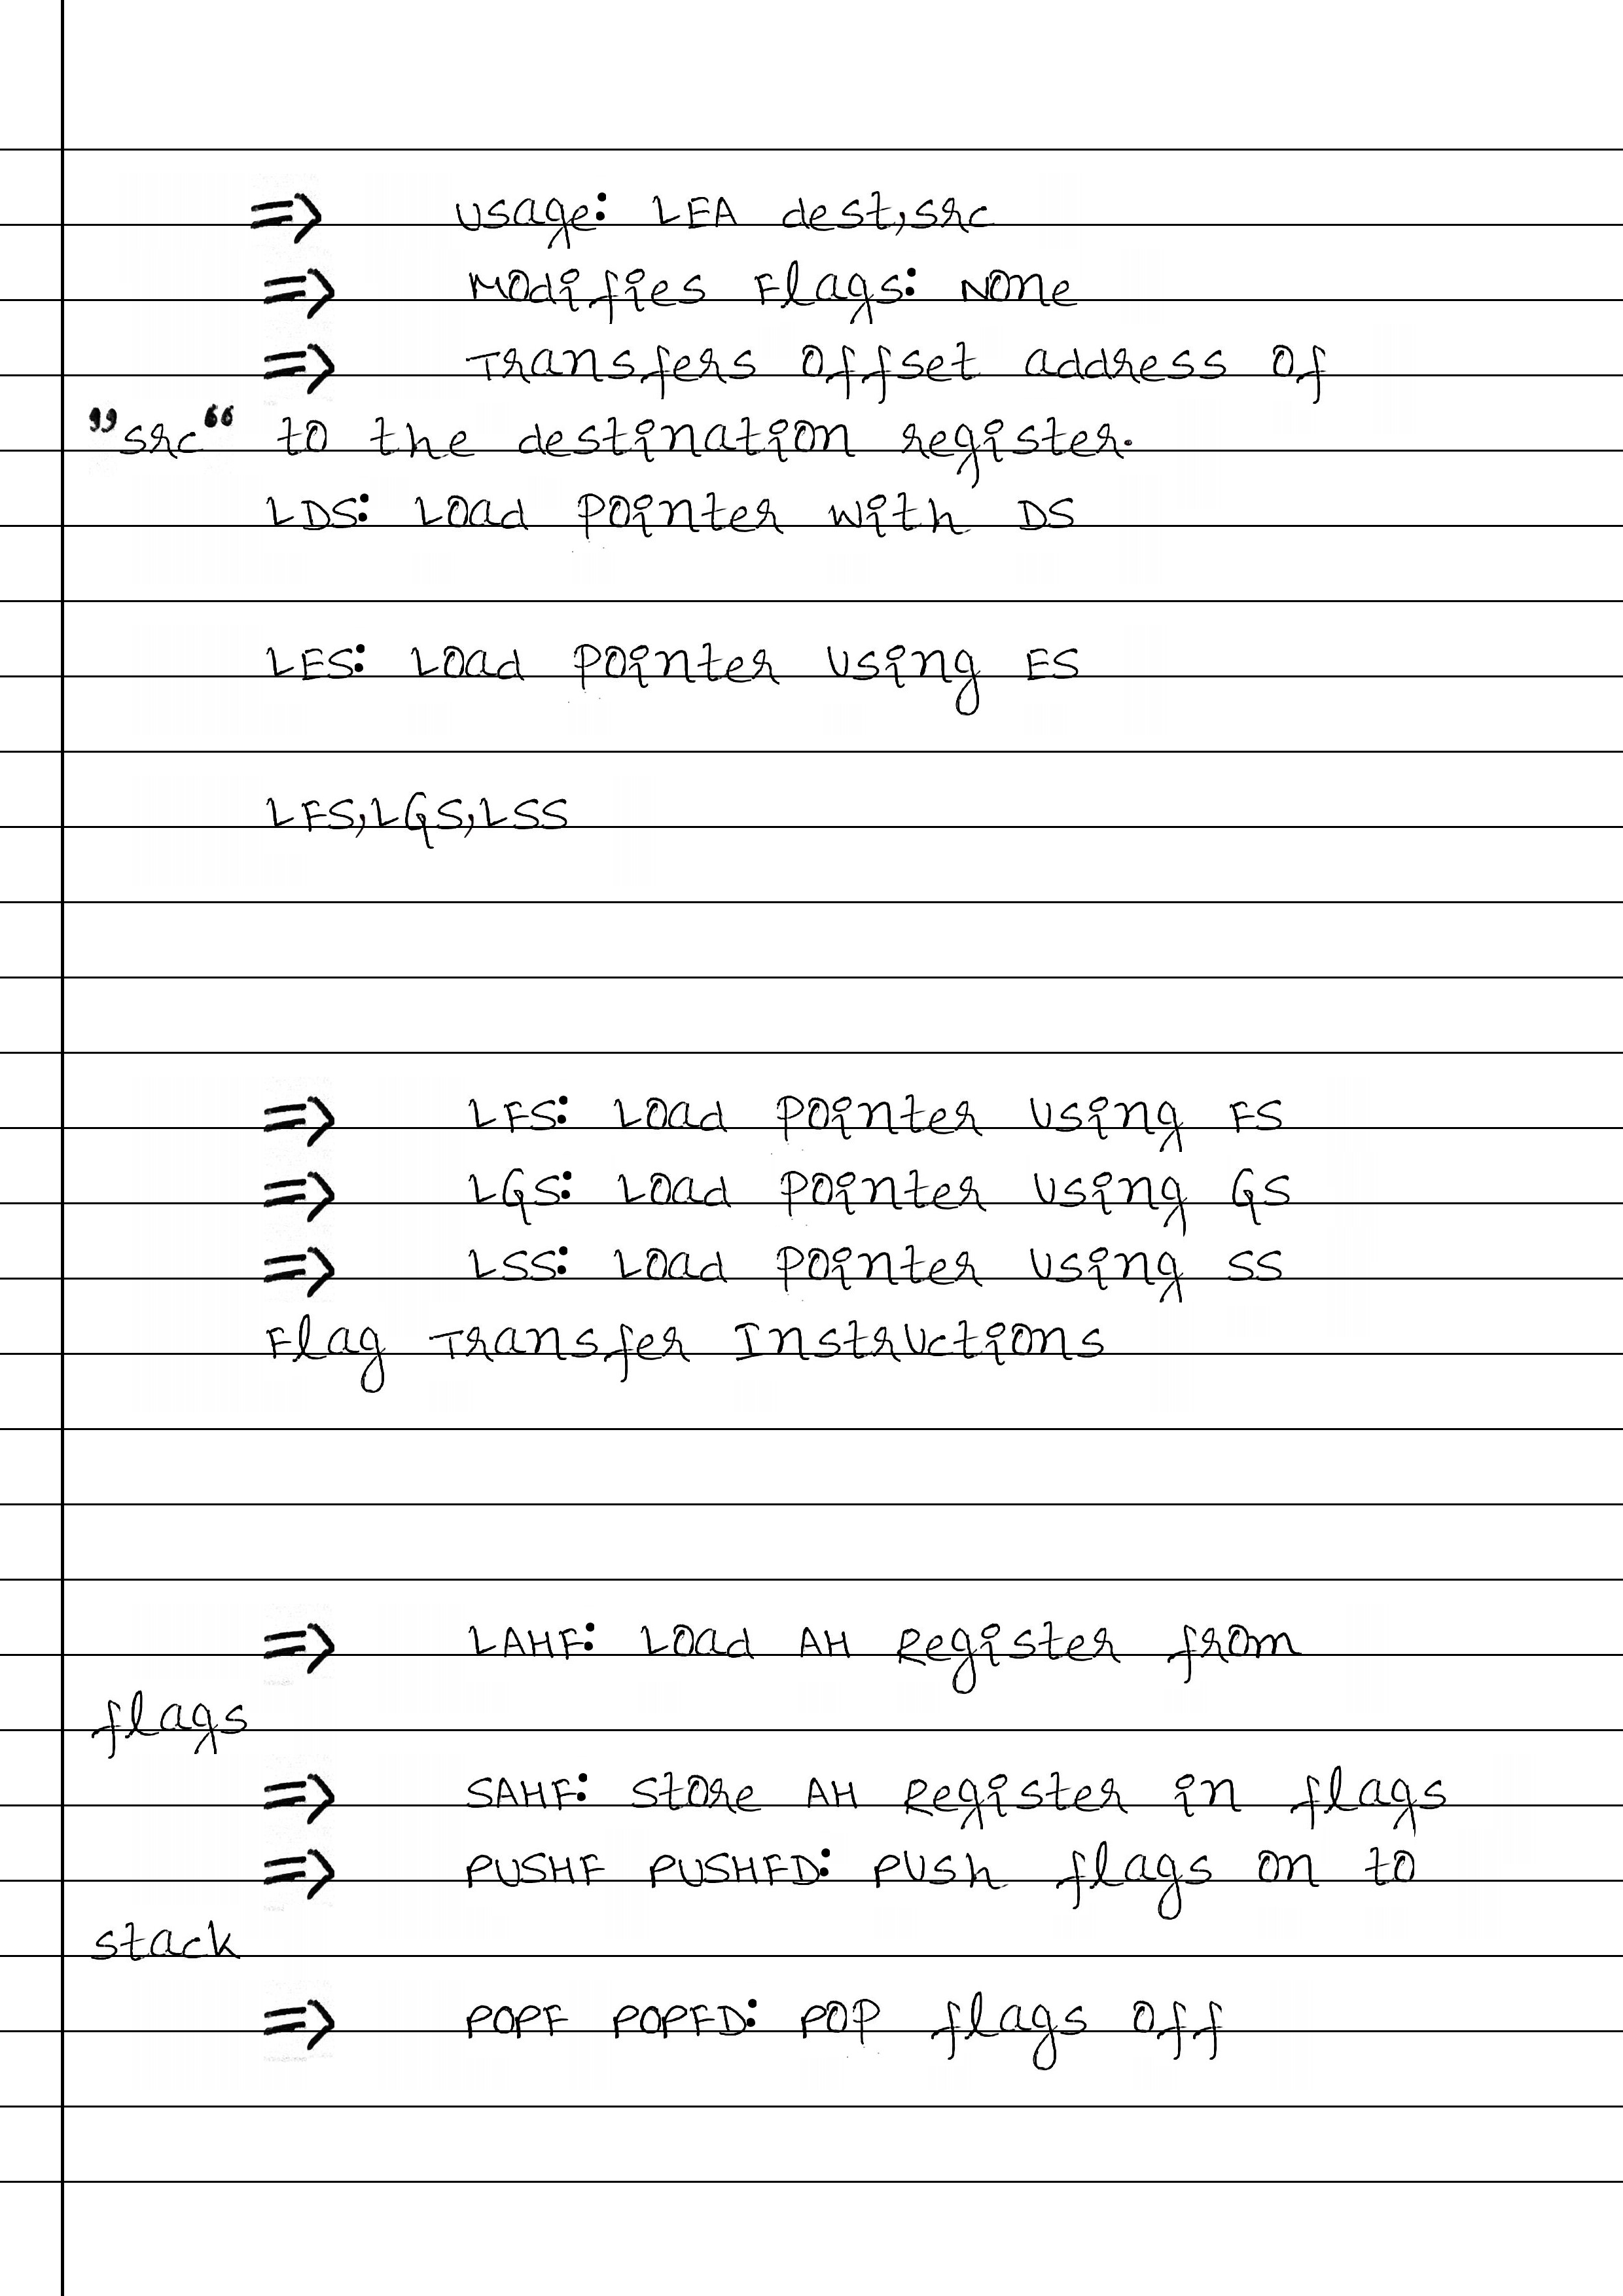 => Usage: LEA dest,src
=> Modifies Flags: None
=> Transfers offset address of
”src“ to the destination register.
LDS: Load Pointer with DS
LES: Load Pointer Using ES
LFS,LGS,LSS
=> LFS: Load Pointer Using FS
=> LGS: Load Pointer Using GS
=> LSS: Load Pointer Using SS
Flag Transfer Instructions
=> LAHF: Load AH Register from
flags
=> SAHF: Store AH Register in flags
=> PUSHF PUSHFD: Push flags on to
stack
=> POPF POPFD: POP flags off